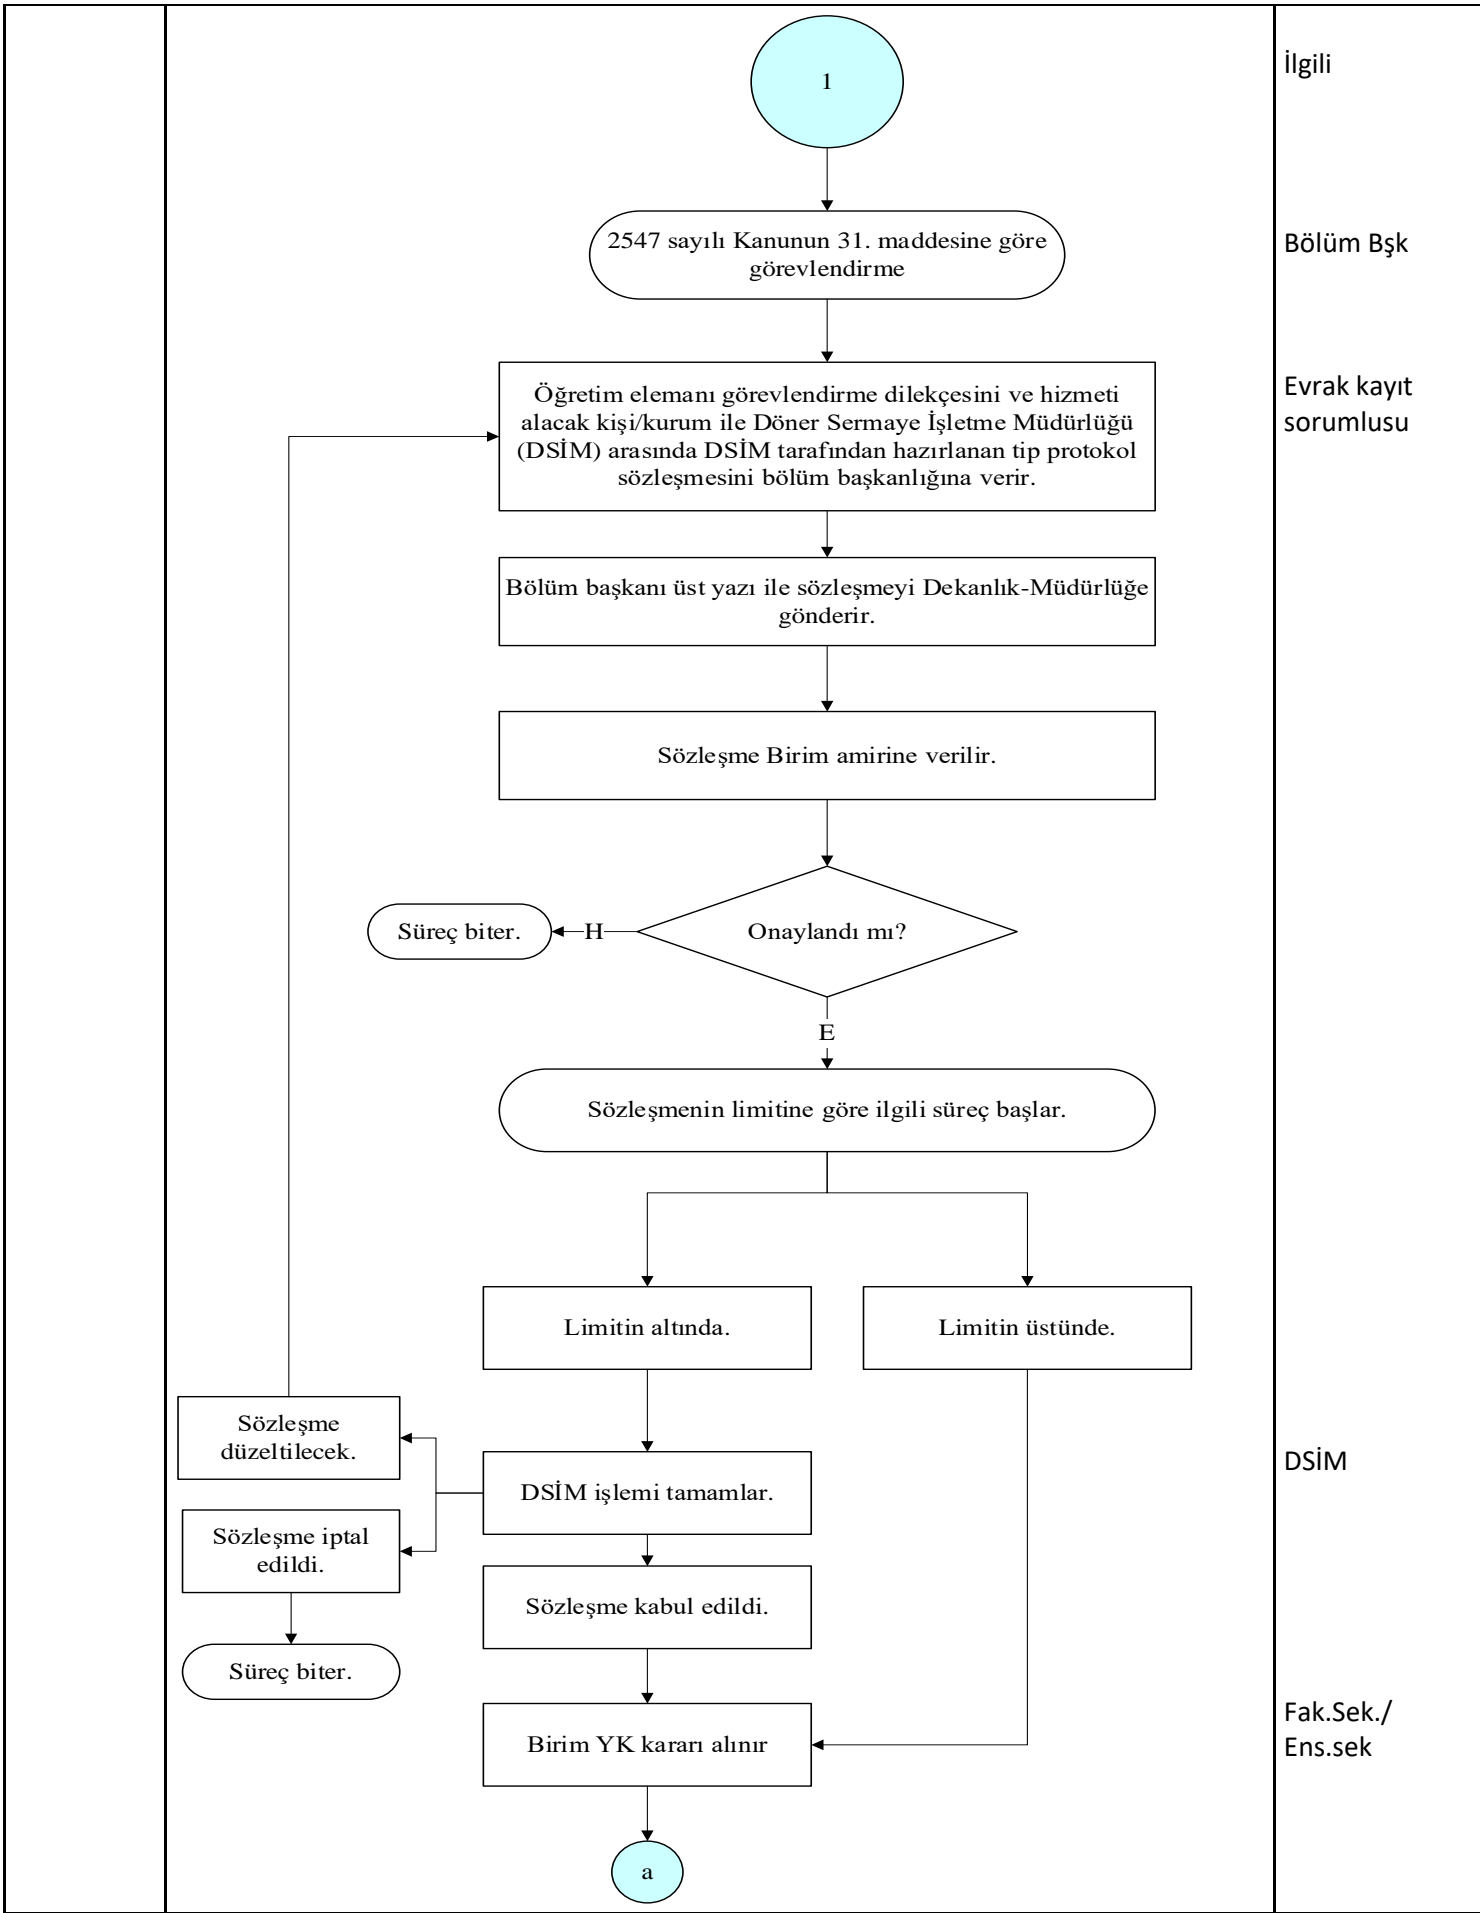 1
İlgili
2547 sayılı Kanunun 31. maddesine göre
görevlendirme
Bölüm Bşk
Öğretim elemanı görevlendirme dilekçesini ve hizmeti
alacak kişi/kurum ile Döner Sermaye İşletme Müdürlüğü
(DSİM) arasında DSİM tarafından hazırlanan tip protokol
sözleşmesini bölüm başkanlığına verir.
Evrak kayıt
sorumlusu
Bölüm başkanı üst yazı ile sözleşmeyi Dekanlık-Müdürlüğe
gönderir.
Sözleşme Birim amirine verilir.
Süreç biter.
H
Onaylandı mı?
E
Sözleşmenin limitine göre ilgili süreç başlar.
Limitin altında.
Limitin üstünde.
Sözleşme
düzeltilecek.
DSİM işlemi tamamlar.
DSİM
Sözleşme iptal
edildi.
Sözleşme kabul edildi.
Süreç biter.
Birim YK kararı alınır
Fak.Sek./
Ens.sek
a